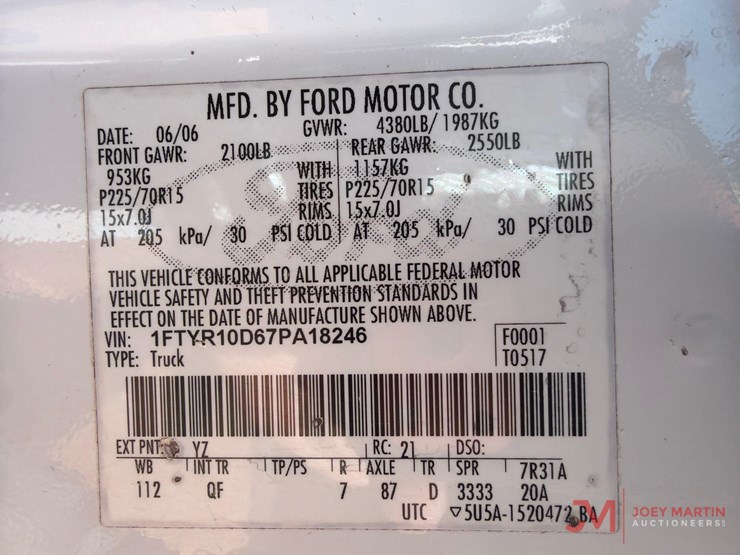 MFD. BY FORD MOTOR CO.
DATE: 06/06 GVWR: 4380LB/ 1987KG
FRONT GAWR: 2100LB REAR GAWR: 2550LB
953KG WITH 1157KG WITH
P225/70R15 TIRES P225/70R15 TIRES
15x7.0J RIMS 15x7.0J RIMS
AT 205 kPa/ 30 PSI COLD AT 205 kPa/ 30 PSI COLD
Ford
THIS VEHICLE CONFORMS TO ALL APPLICABLE FEDERAL MOTOR
VEHICLE SAFETY AND THEFT PREVENTION STANDARDS IN
EFFECT ON THE DATE OF MANUFACTURE SHOWN ABOVE.
VIN: 1FTYR10D67PA18246 F0001
TYPE: Truck T0517
EXT PNT: YZ RC: 21 DSO:
WB INT TR TP/PS R AXLE TR SPR 7R31A
112 QF 7 87 D 3333 20A
UTC ▽5U5A-1520472 BA
JM JOEY MARTIN
AUCTIONEERS